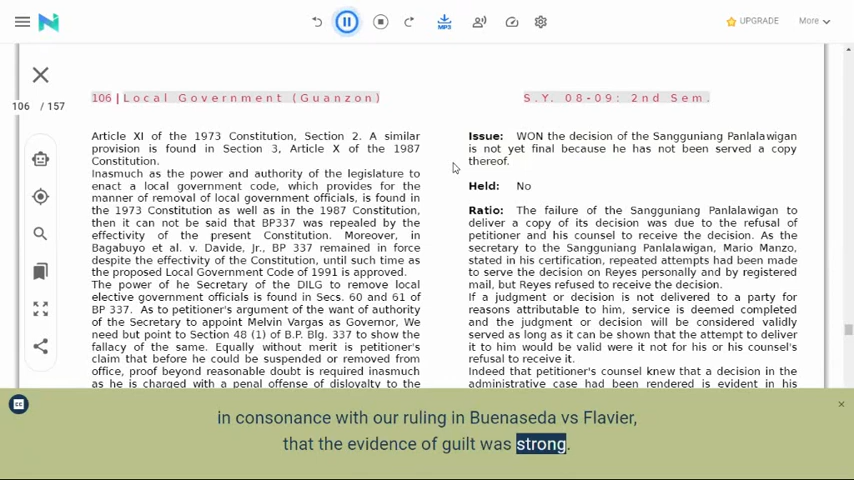 MP3
UPGRADE
More
106 / 157
106 | Local Government (Guanzon)
S.Y. 08-09: 2nd Sem.
Article XI of the 1973 Constitution, Section 2. A similar
provision is found in Section 3, Article X of the 1987
Constitution.
Inasmuch as the power and authority of the legislature to
enact a local government code, which provides for the
manner of removal of local government officials, is found in
the 1973 Constitution as well as in the 1987 Constitution,
then it can not be said that BP337 was repealed by the
effectivity of the present Constitution. Moreover, in
Bagabuyo et al. v. Davide, Jr., BP 337 remained in force
despite the effectivity of the Constitution, until such time as
the proposed Local Government Code of 1991 is approved.
The power of he Secretary of the DILG to remove local
elective government officials is found in Secs. 60 and 61 of
BP 337. As to petitioner's argument of the want of authority
of the Secretary to appoint Melvin Vargas as Governor, We
need but point to Section 48 (1) of B.P. Blg. 337 to show the
fallacy of the same. Equally without merit is petitioner's
claim that before he could be suspended or removed from
office, proof beyond reasonable doubt is required inasmuch
as he is charged with a penal offense of disloyalty to the
Issue: WON the decision of the Sangguniang Panlalawigan
is not yet final because he has not been served a copy
thereof.
Held: No
Ratio: The failure of the Sangguniang Panlalawigan to
deliver a copy of its decision was due to the refusal of
petitioner and his counsel to receive the decision. As the
secretary to the Sangguniang Panlalawigan, Mario Manzo,
stated in his certification, repeated attempts had been made
to serve the decision on Reyes personally and by registered
mail, but Reyes refused to receive the decision.
If a judgment or decision is not delivered to a party for
reasons attributable to him, service is deemed completed
and the judgment or decision will be considered validly
served as long as it can be shown that the attempt to deliver
it to him would be valid were it not for his or his counsel's
refusal to receive it.
Indeed that petitioner's counsel knew that a decision in the
administrative case had been rendered is evident in his
in consonance with our ruling in Buenaseda vs Flavier,
that the evidence of guilt was strong.